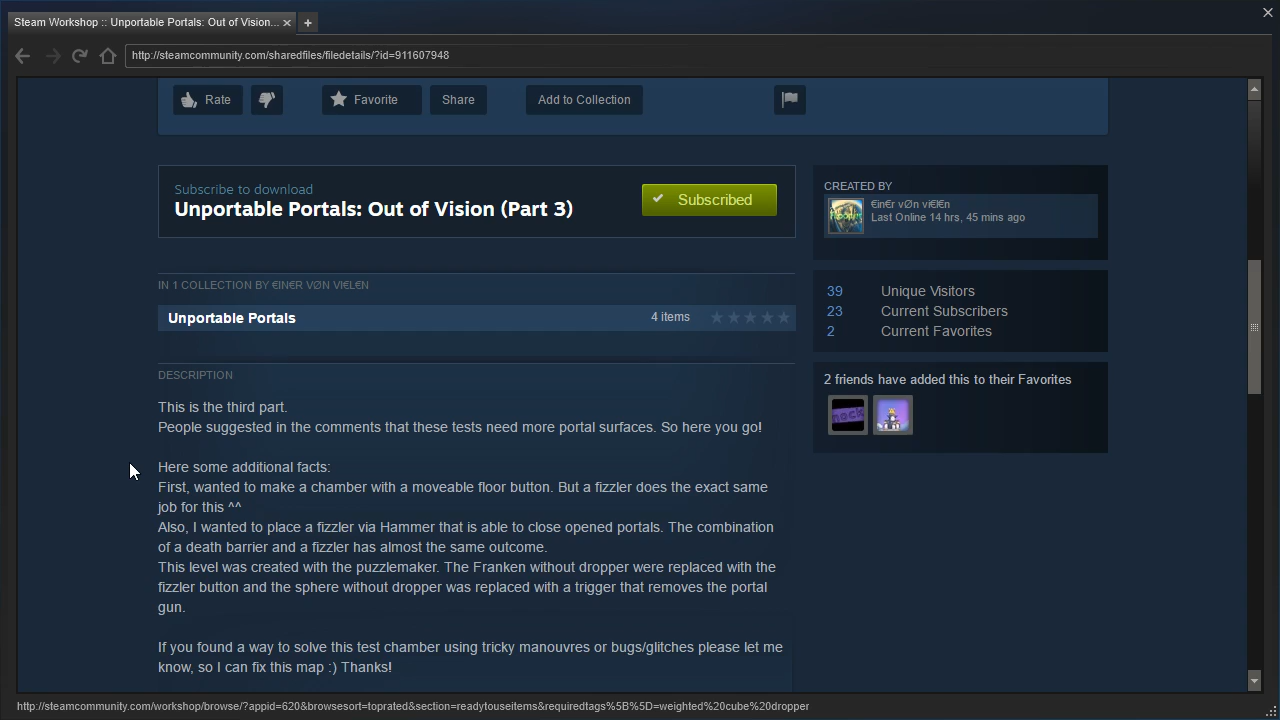 Steam Workshop :: Unportable Portals: Out of Vision...
http://steamcommunity.com/sharedfiles/filedetails/?id=911607948
Rate
Favorite
Share
Add to Collection
Subscribe to download
Unportable Portals: Out of Vision (Part 3)
Subscribed
IN 1 COLLECTION BY €IN€R VØN VI€L€N
Unportable Portals
4 items
DESCRIPTION
This is the third part.
People suggested in the comments that these tests need more portal surfaces. So here you go!
Here some additional facts:
First, wanted to make a chamber with a moveable floor button. But a fizzler does the exact same
job for this ^^
Also, I wanted to place a fizzler via Hammer that is able to close opened portals. The combination
of a death barrier and a fizzler has almost the same outcome.
This level was created with the puzzlemaker. The Franken without dropper were replaced with the
fizzler button and the sphere without dropper was replaced with a trigger that removes the portal
gun.
If you found a way to solve this test chamber using tricky manouvres or bugs/glitches please let me
know, so I can fix this map :) Thanks!
CREATED BY
€in€r vØn vi€l€n
Last Online 14 hrs, 45 mins ago
39 Unique Visitors
23 Current Subscribers
2 Current Favorites
2 friends have added this to their Favorites
http://steamcommunity.com/workshop/browse/?appid=620&browsesort=toprated&section=readytouseitems&requiredtags%5B%5D=weighted%20cube%20dropper